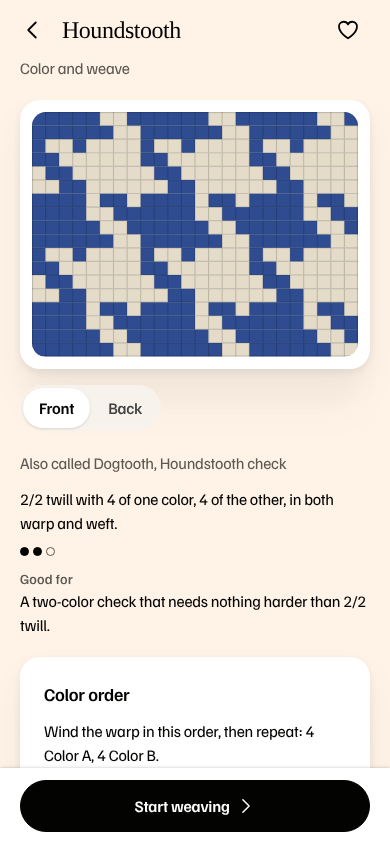 Houndstooth
Color and weave
Front
Back
Also called Dogtooth, Houndstooth check
2/2 twill with 4 of one color, 4 of the other, in both
warp and weft.
Good for
A two-color check that needs nothing harder than 2/2
twill.
Color order
Wind the warp in this order, then repeat: 4
Color A, 4 Color B.
Start weaving